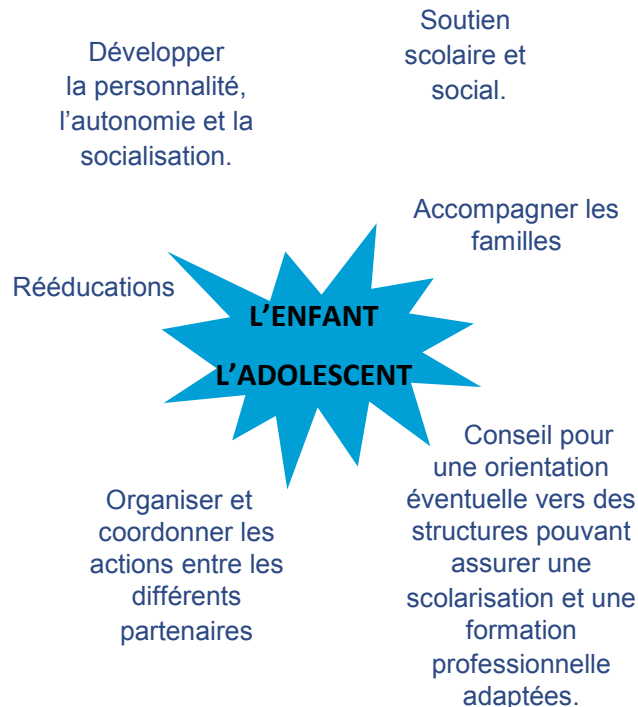 Soutien
scolaire et
social.
Développer
la personnalité,
l’autonomie et la
socialisation.
Accompagner les
familles
Rééducations
L’ENFANT
L’ADOLESCENT
Conseil pour
une orientation
éventuelle vers des
structures pouvant
assurer une
scolarisation et une
formation
professionnelle
adaptées.
Organiser et
coordonner les
actions entre les
différents
partenaires